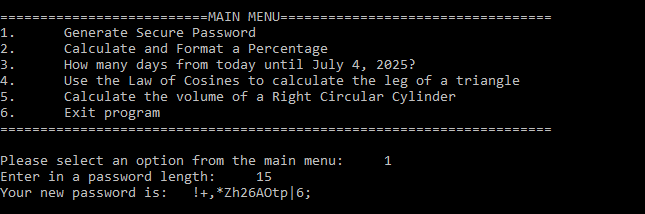 ==========================MAIN MENU==================================
1.      Generate Secure Password
2.      Calculate and Format a Percentage
3.      How many days from today until July 4, 2025?
4.      Use the Law of Cosines to calculate the leg of a triangle
5.      Calculate the volume of a Right Circular Cylinder
6.      Exit program
=====================================================================
Please select an option from the main menu:     1
Enter in a password length:     15
Your new password is:   !+,*Zh26AOtp|6;